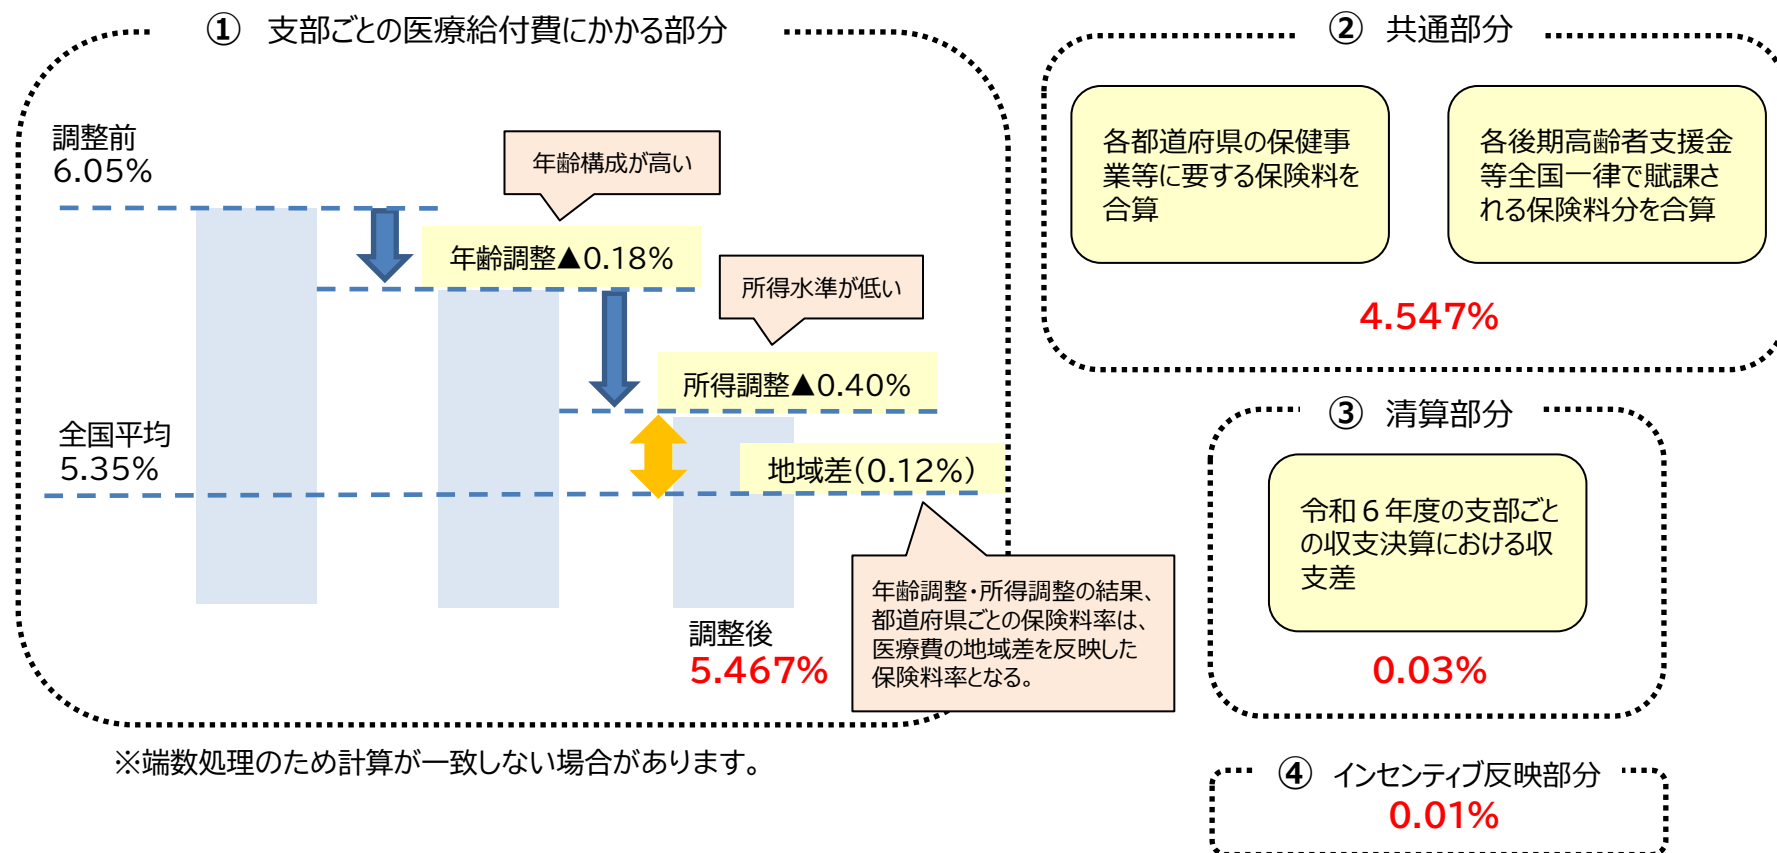 ① 支部ごとの医療給付費にかかる部分
調整前
6.05%
年齢構成が高い
年齢調整▲0.18%
所得水準が低い
所得調整▲0.40%
全国平均
5.35%
地域差(0.12%)
年齢調整・所得調整の結果、
都道府県ごとの保険料率は、
医療費の地域差を反映した
保険料率となる。
調整後
5.467%
※端数処理のため計算が一致しない場合があります。
② 共通部分
各都道府県の保健事
業等に要する保険料を
合算
各後期高齢者支援金
等全国一律で賦課さ
れる保険料分を合算
4.547%
③ 清算部分
令和６年度の支部ごと
の収支決算における収
支差
0.03%
④ インセンティブ反映部分
0.01%